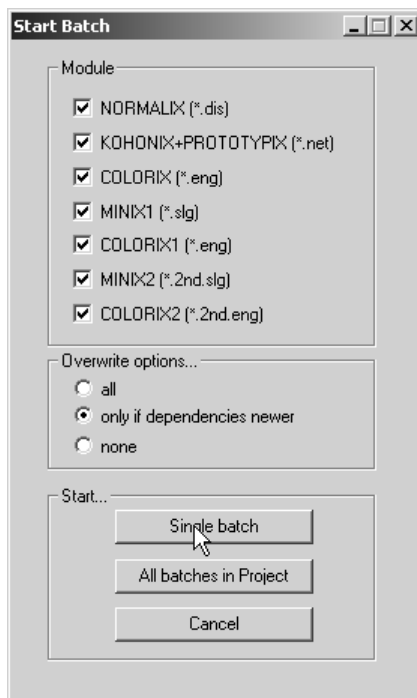 Start Batch
Module
NORMALIX (*.dis)
KOHONIX+PROTOTYPIX (*.net)
COLORIX (*.eng)
MINIX1 (*.slg)
COLORIX1 (*.eng)
MINIX2 (*.2nd.slg)
COLORIX2 (*.2nd.eng)
Overwrite options...
all
only if dependencies newer
none
Start...
Single batch
All batches in Project
Cancel